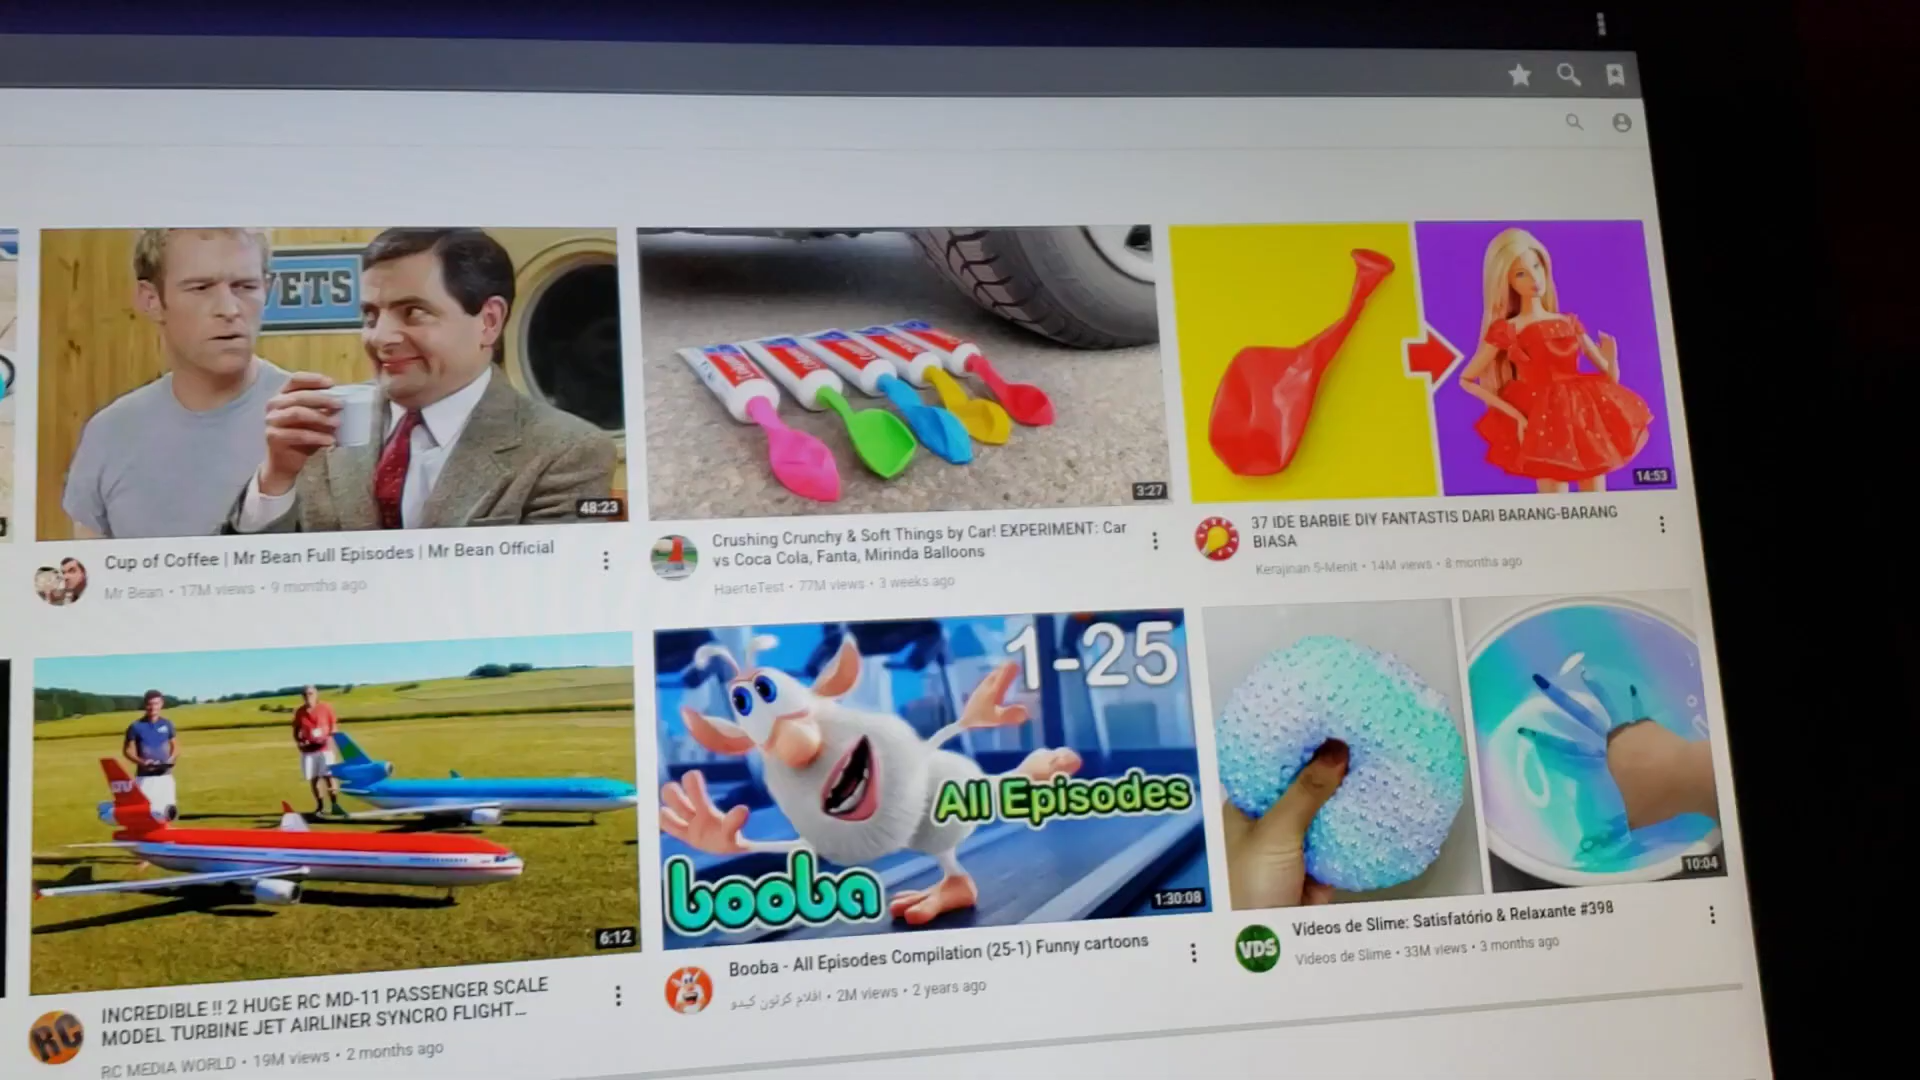 VETS
48:23
3:27
14:53
Cup of Coffee | Mr Bean Full Episodes | Mr Bean Official
Mr Bean • 17M views • 9 months ago
Crushing Crunchy & Soft Things by Car! EXPERIMENT: Car
vs Coca Cola, Fanta, Mirinda Balloons
HaerteTest • 77M views • 3 weeks ago
37 IDE BARBIE DIY FANTASTIS DARI BARANG-BARANG
BIASA
Kerajinan 5-Menit • 14M views • 8 months ago
6:12
1-25
All Episodes
booba
1:30:08
10:04
RC
INCREDIBLE !! 2 HUGE RC MD-11 PASSENGER SCALE
MODEL TURBINE JET AIRLINER SYNCRO FLIGHT...
RC MEDIA WORLD • 19M views • 2 months ago
Booba - All Episodes Compilation (25-1) Funny cartoons
افلام كرتون كيدو • 2M views • 2 years ago
VDS
Vídeos de Slime: Satisfatório & Relaxante #398
Vídeos de Slime • 33M views • 3 months ago